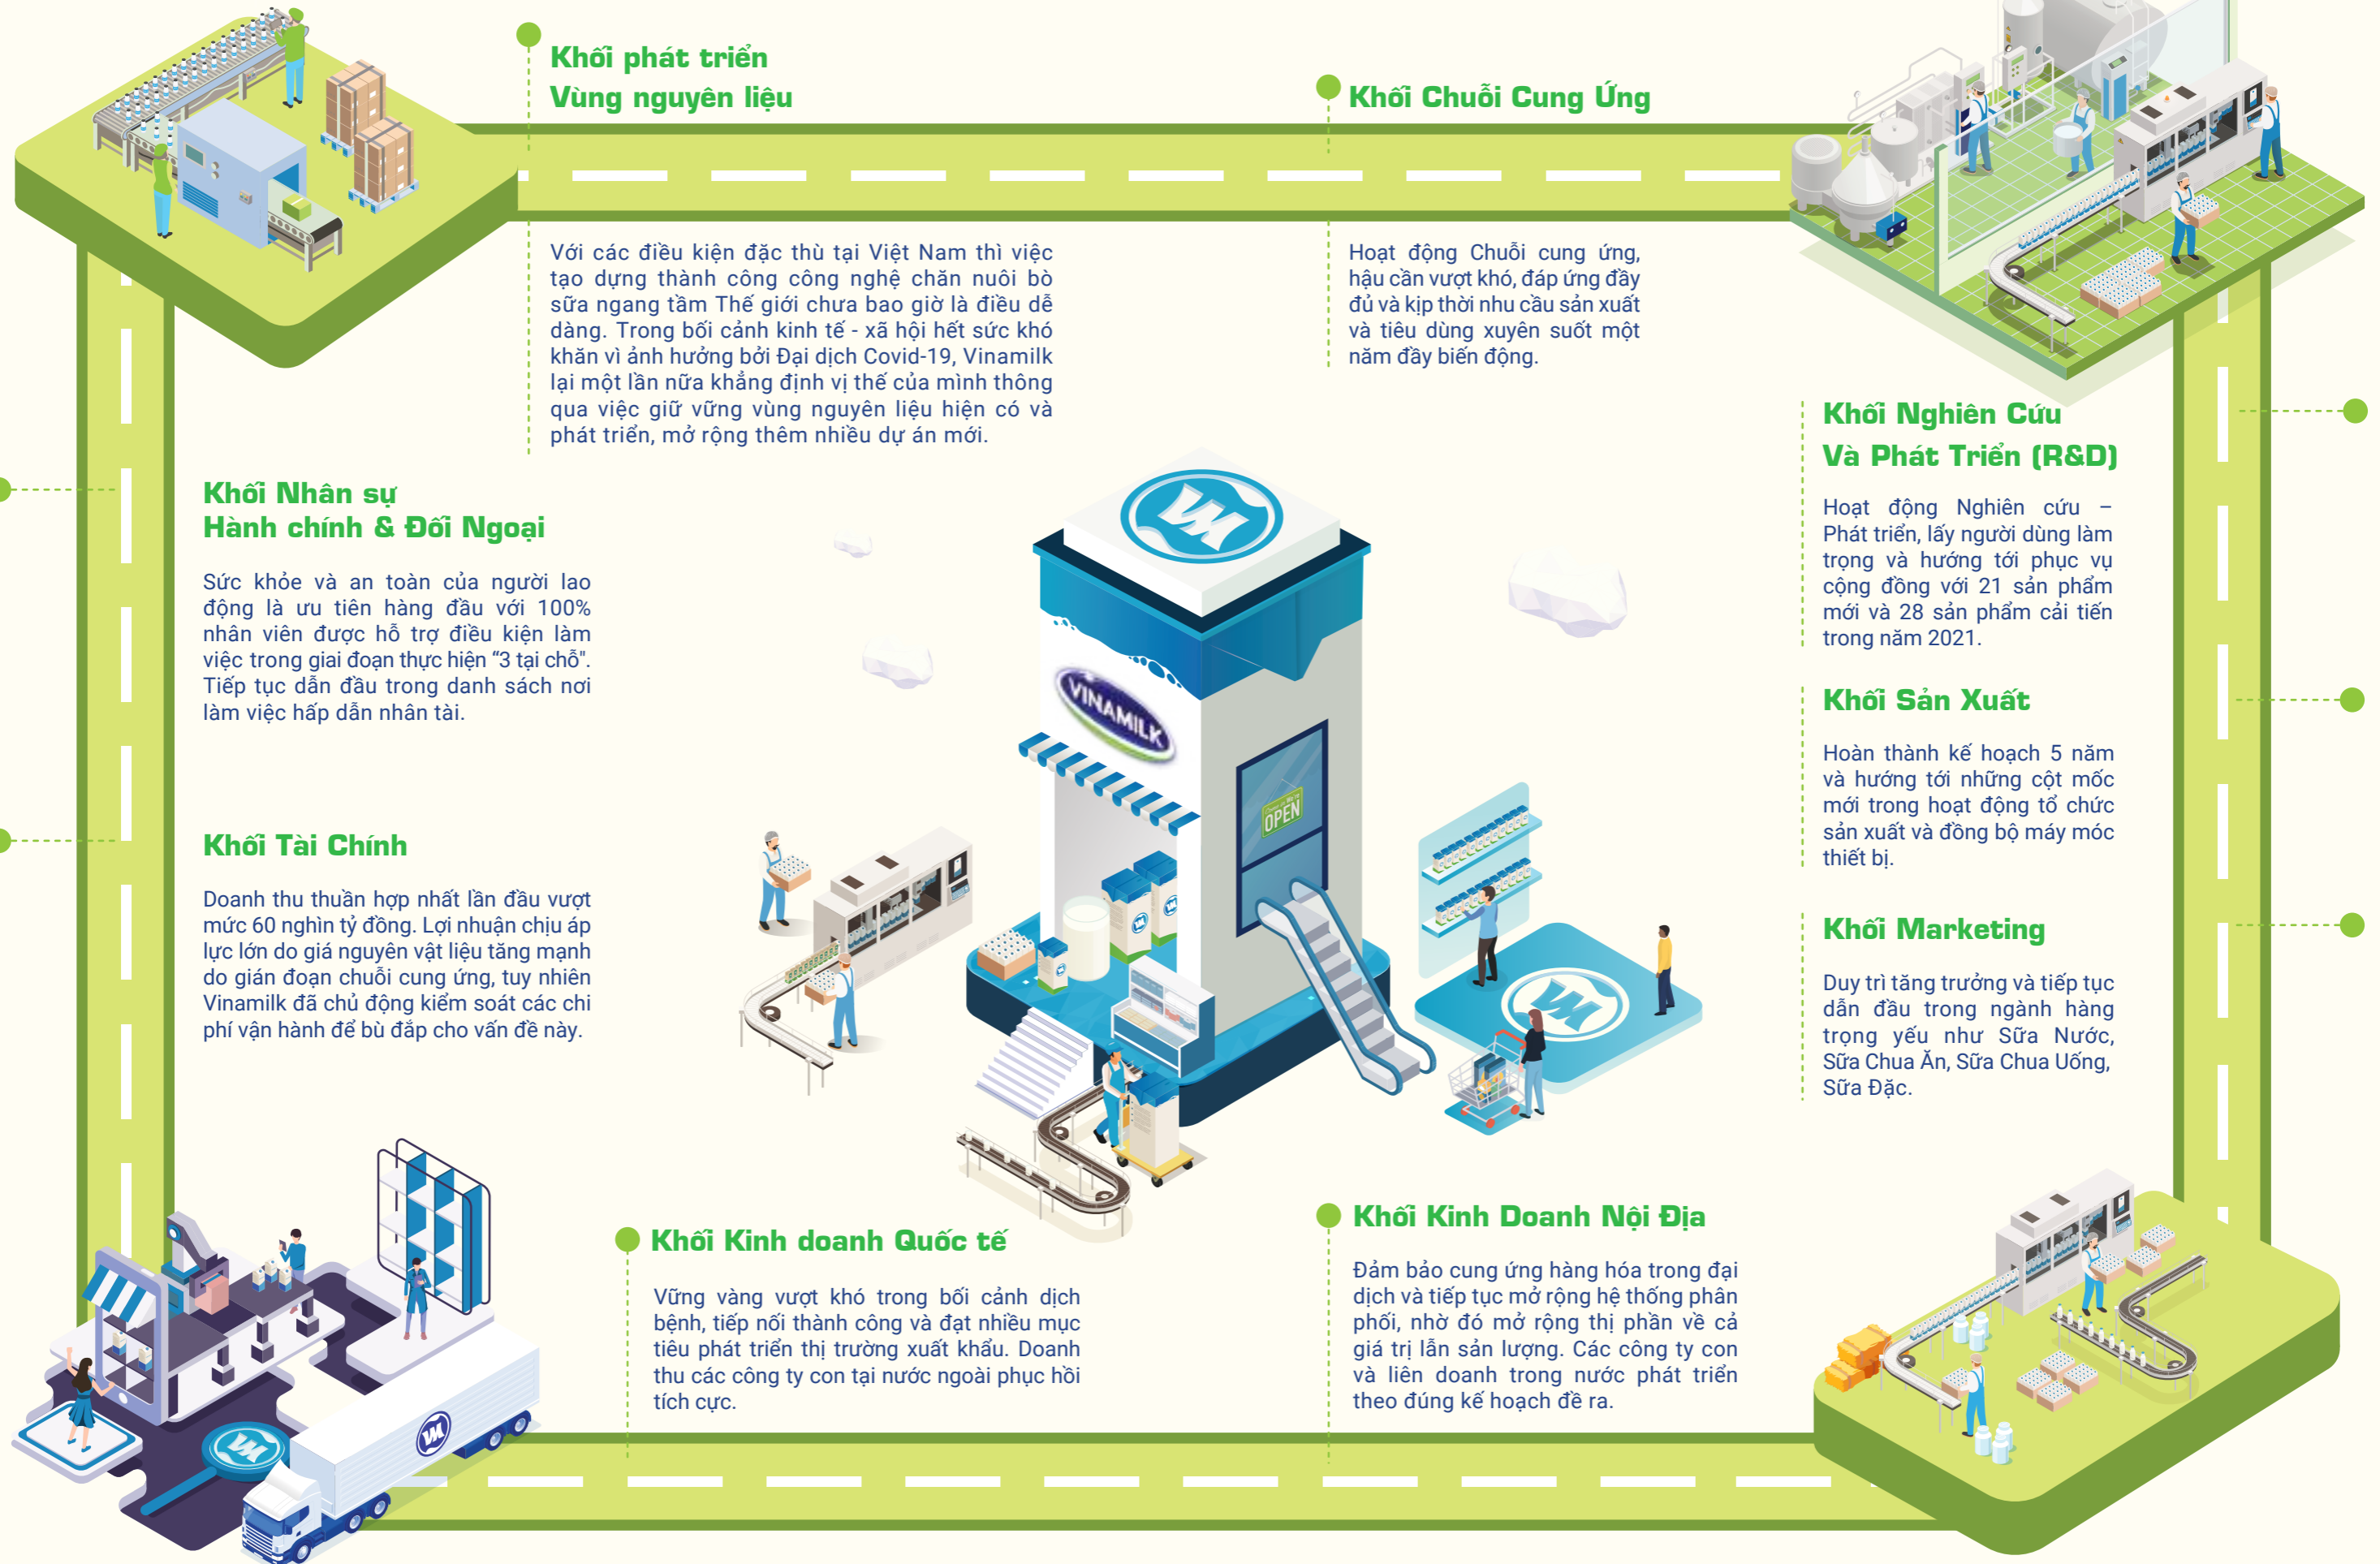 Khối phát triển
Vùng nguyên liệu
Với các điều kiện đặc thù tại Việt Nam thì việc
tạo dựng thành công công nghệ chăn nuôi bò
sữa ngang tầm Thế giới chưa bao giờ là điều dễ
dàng. Trong bối cảnh kinh tế - xã hội hết sức khó
khăn vì ảnh hưởng bởi Đại dịch Covid-19, Vinamilk
lại một lần nữa khẳng định vị thế của mình thông
qua việc giữ vững vùng nguyên liệu hiện có và
phát triển, mở rộng thêm nhiều dự án mới.
Khối Chuỗi Cung Ứng
Hoạt động Chuỗi cung ứng,
hậu cần vượt khó, đáp ứng đầy
đủ và kịp thời nhu cầu sản xuất
và tiêu dùng xuyên suốt một
năm đầy biến động.
Khối Nghiên Cứu
Và Phát Triển (R&D)
Hoạt động Nghiên cứu –
Phát triển, lấy người dùng làm
trọng và hướng tới phục vụ
cộng đồng với 21 sản phẩm
mới và 28 sản phẩm cải tiến
trong năm 2021.
Khối Nhân sự
Hành chính & Đối Ngoại
Sức khỏe và an toàn của người lao
động là ưu tiên hàng đầu với 100%
nhân viên được hỗ trợ điều kiện làm
việc trong giai đoạn thực hiện “3 tại chỗ".
Tiếp tục dẫn đầu trong danh sách nơi
làm việc hấp dẫn nhân tài.
VM
VINAMILK
OPEN
Khối Sản Xuất
Hoàn thành kế hoạch 5 năm
và hướng tới những cột mốc
mới trong hoạt động tổ chức
sản xuất và đồng bộ máy móc
thiết bị.
Khối Tài Chính
Doanh thu thuần hợp nhất lần đầu vượt
mức 60 nghìn tỷ đồng. Lợi nhuận chịu áp
lực lớn do giá nguyên vật liệu tăng mạnh
do gián đoạn chuỗi cung ứng, tuy nhiên
Vinamilk đã chủ động kiểm soát các chi
phí vận hành để bù đắp cho vấn đề này.
Khối Marketing
Duy trì tăng trưởng và tiếp tục
dẫn đầu trong ngành hàng
trọng yếu như Sữa Nước,
Sữa Chua Ăn, Sữa Chua Uống,
Sữa Đặc.
VM
Khối Kinh doanh Quốc tế
Vững vàng vượt khó trong bối cảnh dịch
bệnh, tiếp nối thành công và đạt nhiều mục
tiêu phát triển thị trường xuất khẩu. Doanh
thu các công ty con tại nước ngoài phục hồi
tích cực.
Khối Kinh Doanh Nội Địa
Đảm bảo cung ứng hàng hóa trong đại
dịch và tiếp tục mở rộng hệ thống phân
phối, nhờ đó mở rộng thị phần về cả
giá trị lẫn sản lượng. Các công ty con
và liên doanh trong nước phát triển
theo đúng kế hoạch đề ra.
VM
VM